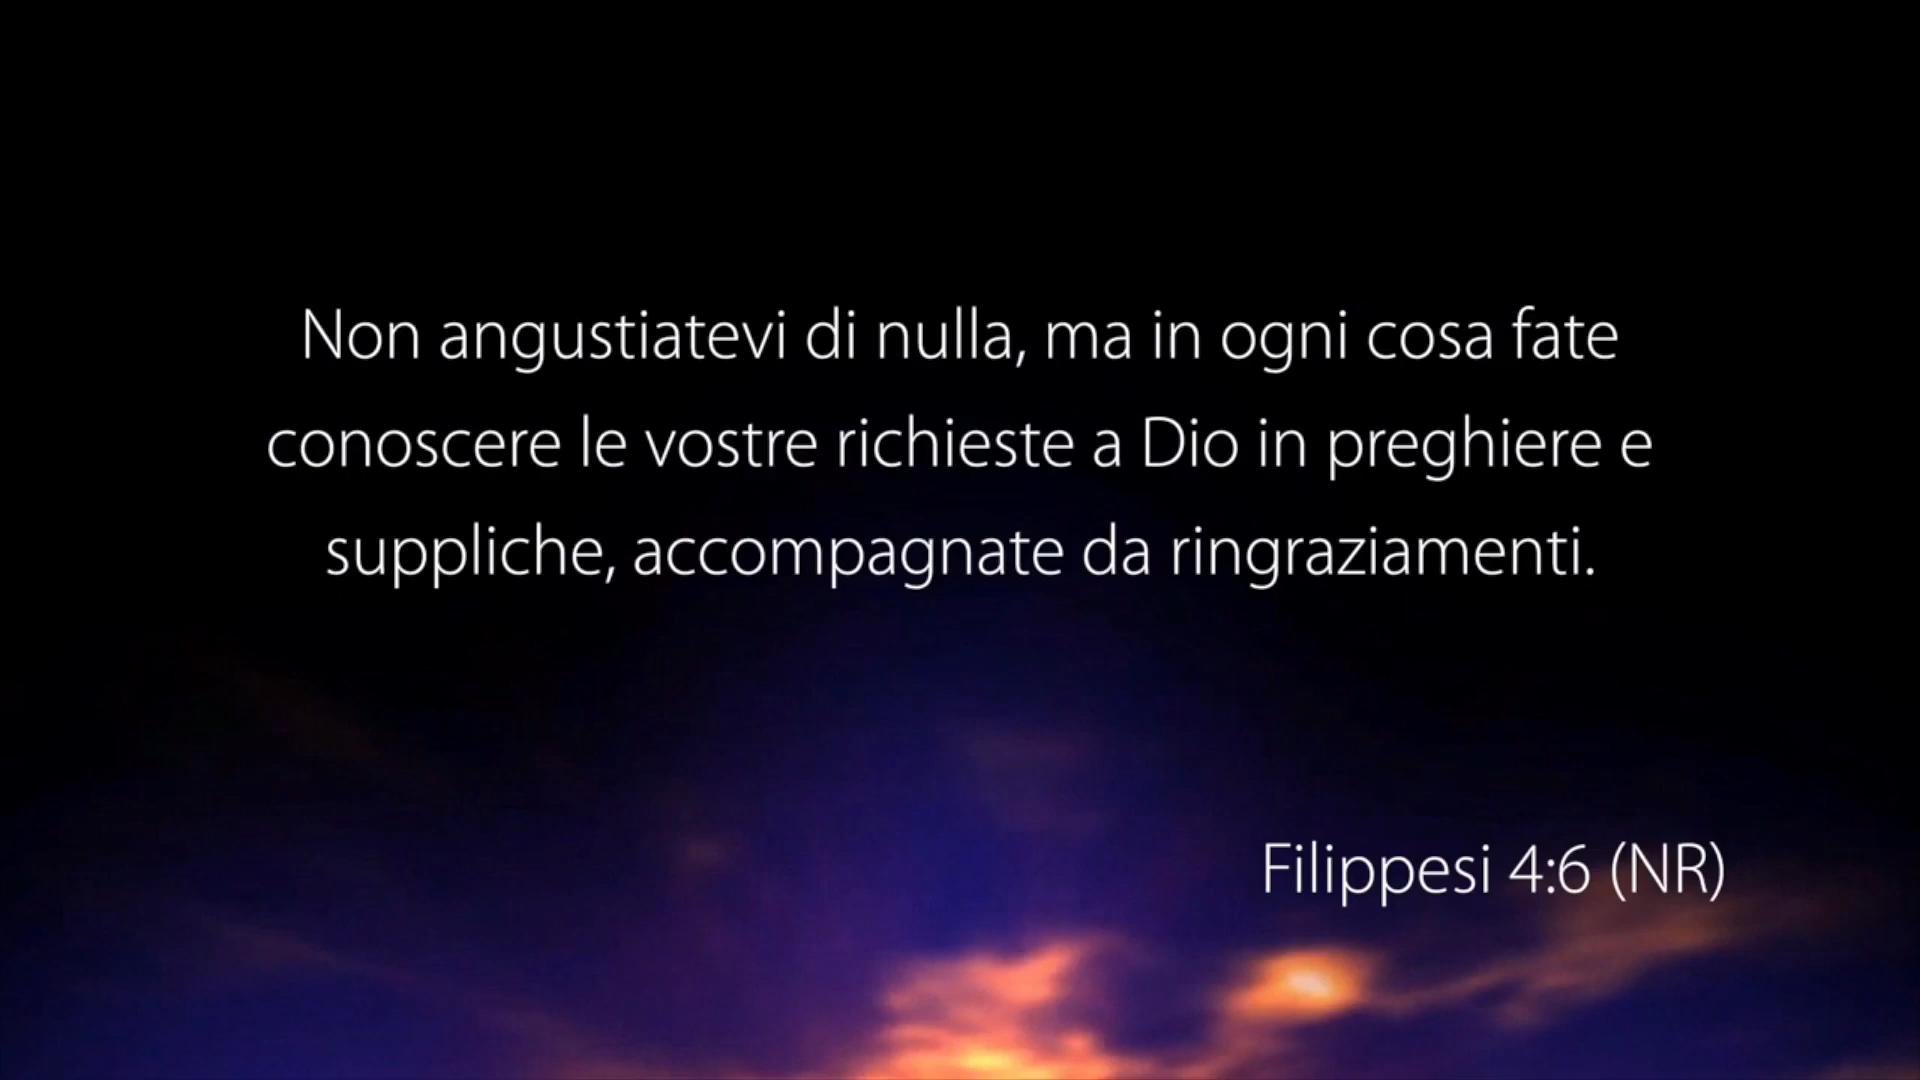 Non angustiatevi di nulla, ma in ogni cosa fate
conoscere le vostre richieste a Dio in preghiere e
suppliche, accompagnate da ringraziamenti.
Filippesi 4:6 (NR)